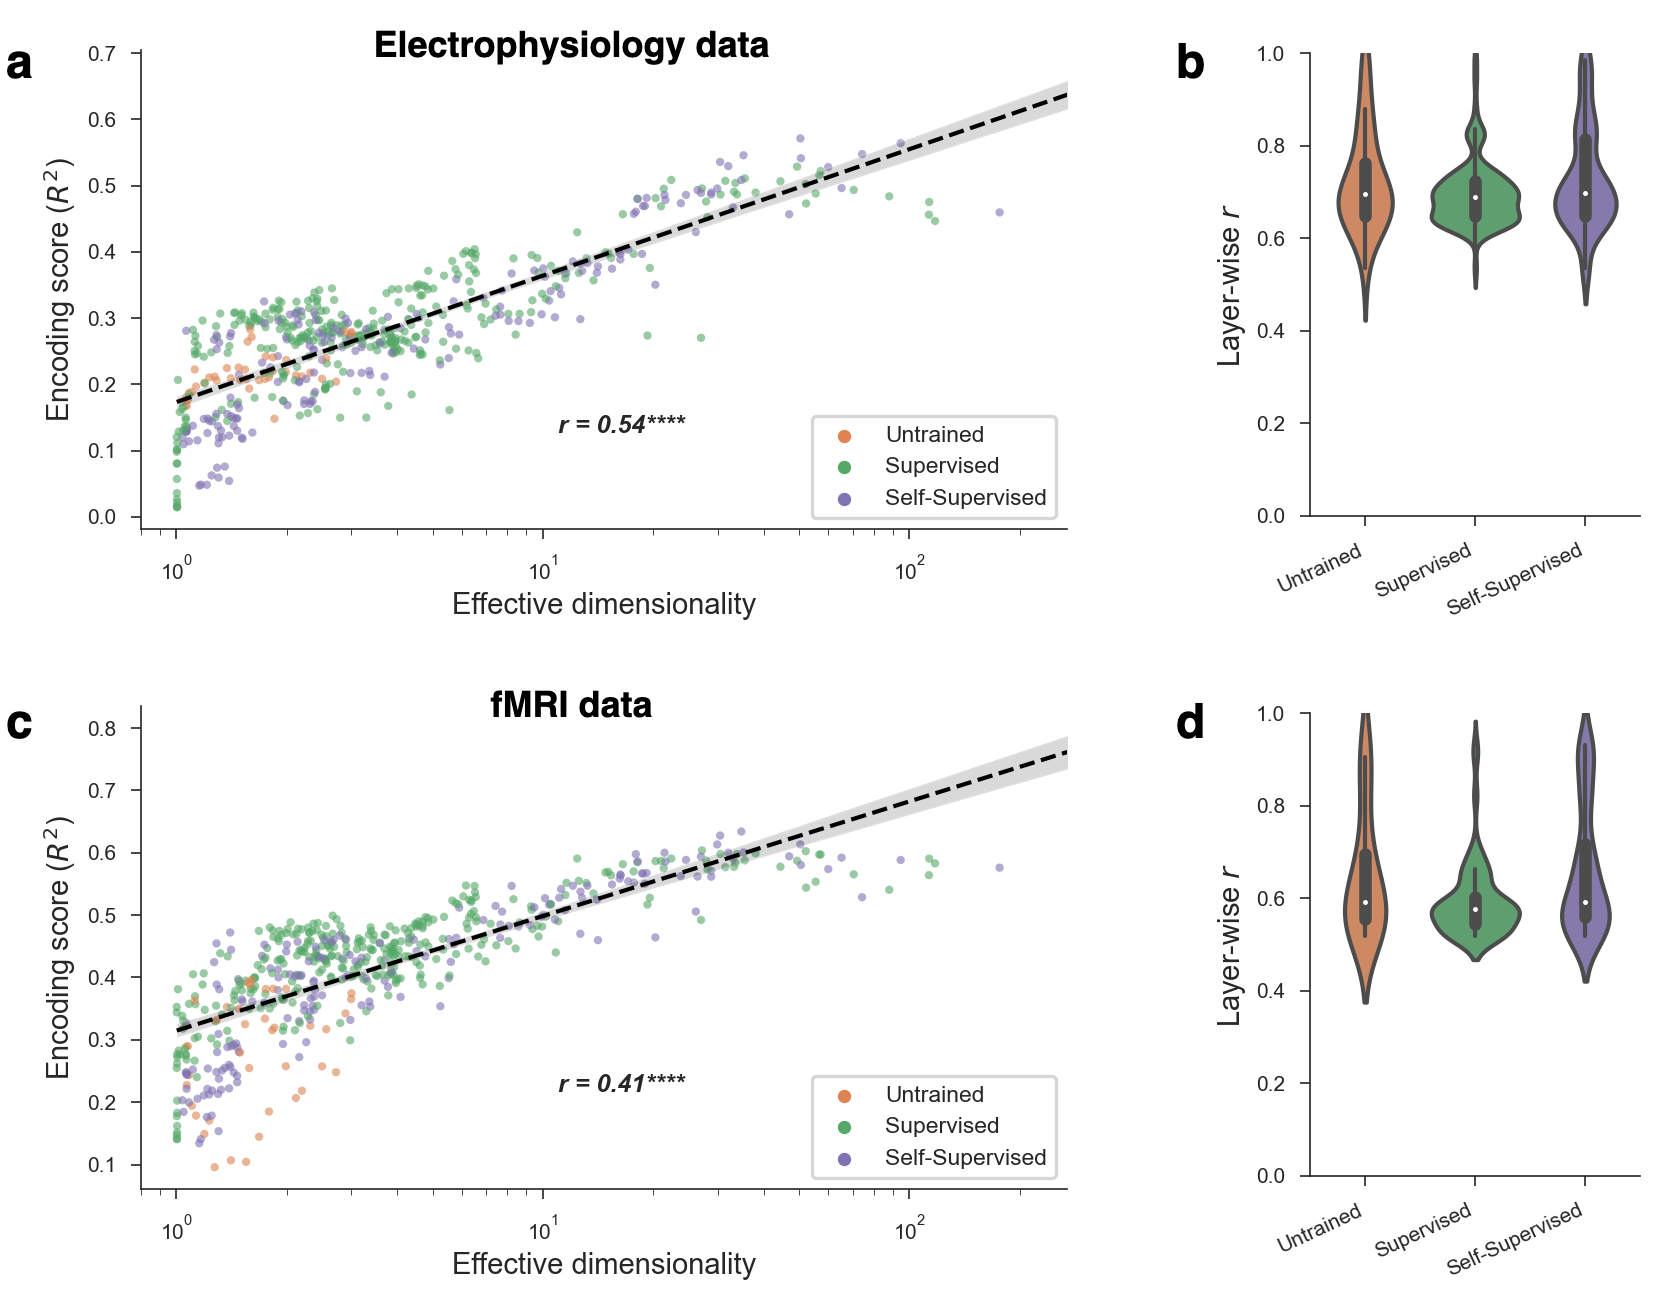 a
Electrophysiology data
0.7
0.6
0.5
0.4
0.3
0.2
0.1
0.0
Encoding score (R²)
10⁰
10¹
10²
Effective dimensionality
r = 0.54****
Untrained
Supervised
Self-Supervised
b
1.0
0.8
0.6
0.4
0.2
0.0
Layer-wise r
Untrained
Supervised
Self-Supervised
c
fMRI data
0.8
0.7
0.6
0.5
0.4
0.3
0.2
0.1
Encoding score (R²)
10⁰
10¹
10²
Effective dimensionality
r = 0.41****
Untrained
Supervised
Self-Supervised
d
1.0
0.8
0.6
0.4
0.2
0.0
Layer-wise r
Untrained
Supervised
Self-Supervised